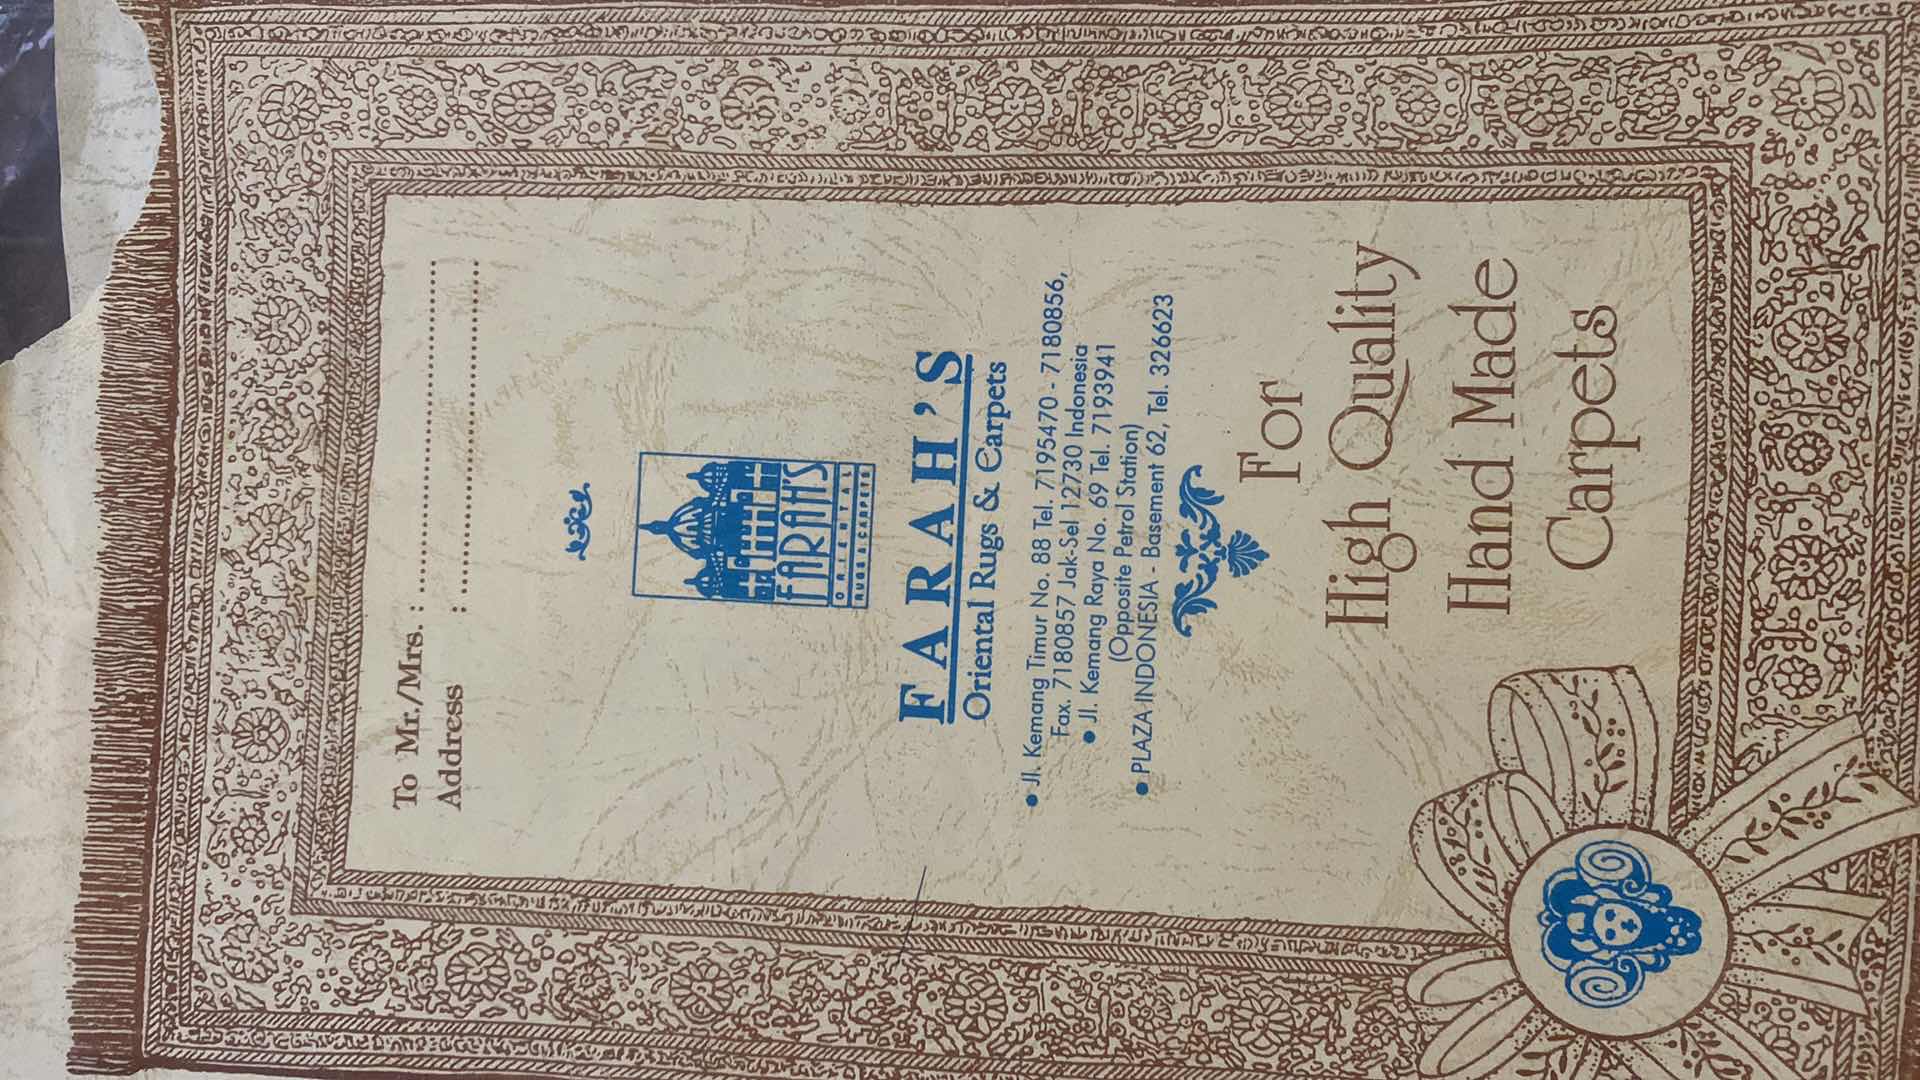 To Mr./Mrs. : ................................
Address : ................................
FARAH'S
ORIENTAL
RUGS & CARPETS
FARAH'S
Oriental Rugs & Carpets
• Jl. Kemang Timur No. 88 Tel. 7195470 - 7180856,
Fax. 7180857 Jak-Sel 12730 Indonesia
• Jl. Kemang Raya No. 69 Tel. 7193941
(Opposite Petrol Station)
• PLAZA INDONESIA - Basement 62, Tel. 326623
For
High Quality
Hand Made
Carpets